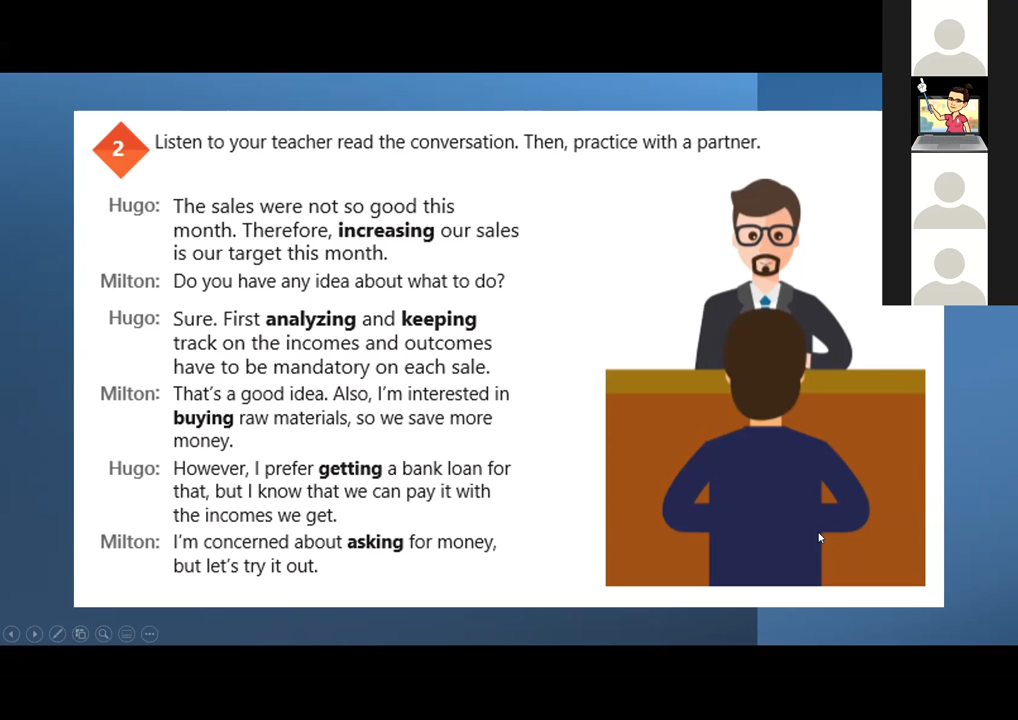 2
Listen to your teacher read the conversation. Then, practice with a partner.
Hugo: The sales were not so good this
month. Therefore, increasing our sales
is our target this month.
Milton: Do you have any idea about what to do?
Hugo: Sure. First analyzing and keeping
track on the incomes and outcomes
have to be mandatory on each sale.
Milton: That's a good idea. Also, I'm interested in
buying raw materials, so we save more
money.
Hugo: However, I prefer getting a bank loan for
that, but I know that we can pay it with
the incomes we get.
Milton: I'm concerned about asking for money,
but let's try it out.